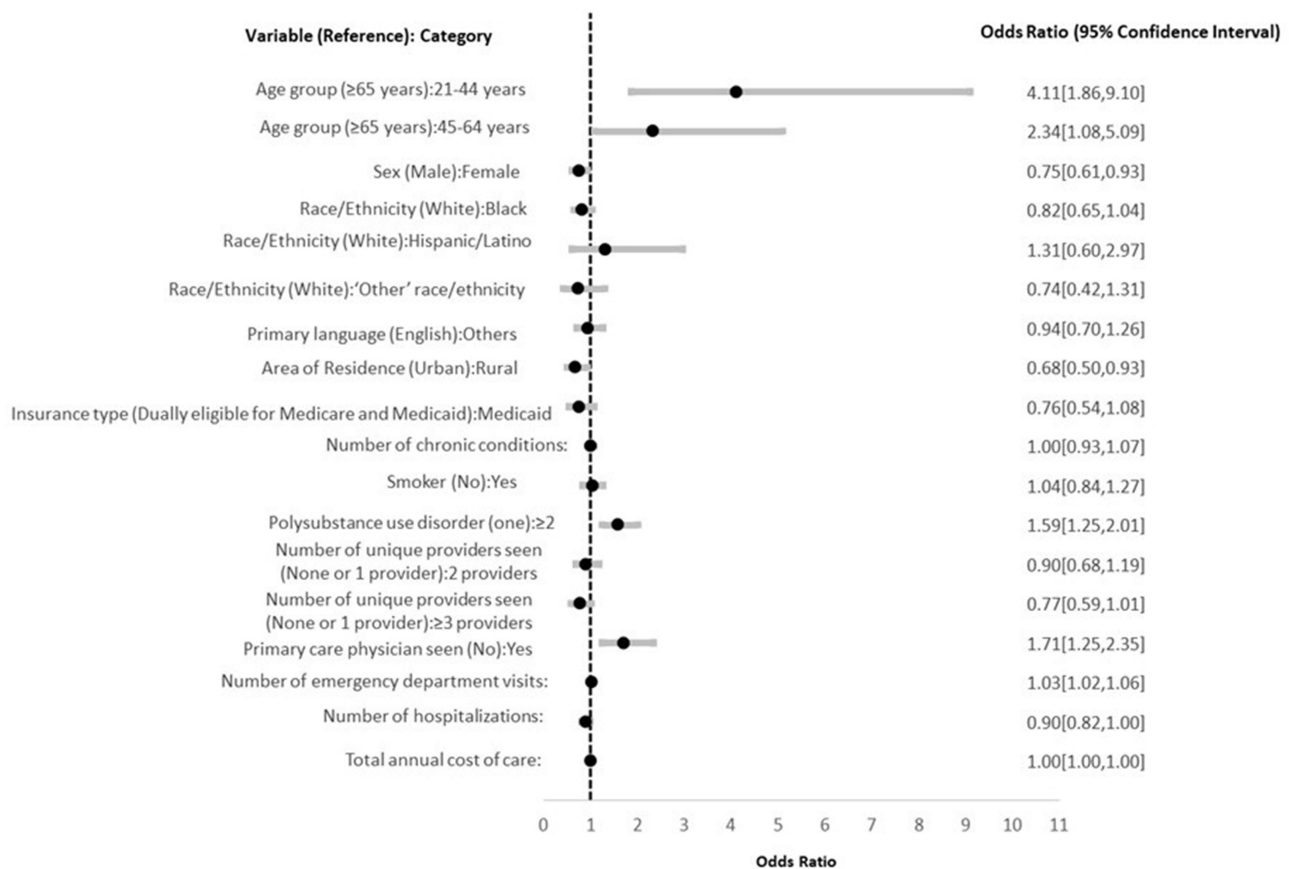 Variable (Reference): Category Odds Ratio (95% Confidence Interval)
Age group (≥65 years):21-44 years 4.11[1.86,9.10]
Age group (≥65 years):45-64 years 2.34[1.08,5.09]
Sex (Male):Female 0.75[0.61,0.93]
Race/Ethnicity (White):Black 0.82[0.65,1.04]
Race/Ethnicity (White):Hispanic/Latino 1.31[0.60,2.97]
Race/Ethnicity (White):‘Other’ race/ethnicity 0.74[0.42,1.31]
Primary language (English):Others 0.94[0.70,1.26]
Area of Residence (Urban):Rural 0.68[0.50,0.93]
Insurance type (Dually eligible for Medicare and Medicaid):Medicaid 0.76[0.54,1.08]
Number of chronic conditions: 1.00[0.93,1.07]
Smoker (No):Yes 1.04[0.84,1.27]
Polysubstance use disorder (one):≥2 1.59[1.25,2.01]
Number of unique providers seen
(None or 1 provider):2 providers 0.90[0.68,1.19]
Number of unique providers seen 0.77[0.59,1.01]
(None or 1 provider):≥3 providers
Primary care physician seen (No):Yes 1.71[1.25,2.35]
Number of emergency department visits: 1.03[1.02,1.06]
Number of hospitalizations: 0.90[0.82,1.00]
Total annual cost of care: 1.00[1.00,1.00]
0 1 2 3 4 5 6 7 8 9 10 11
Odds Ratio